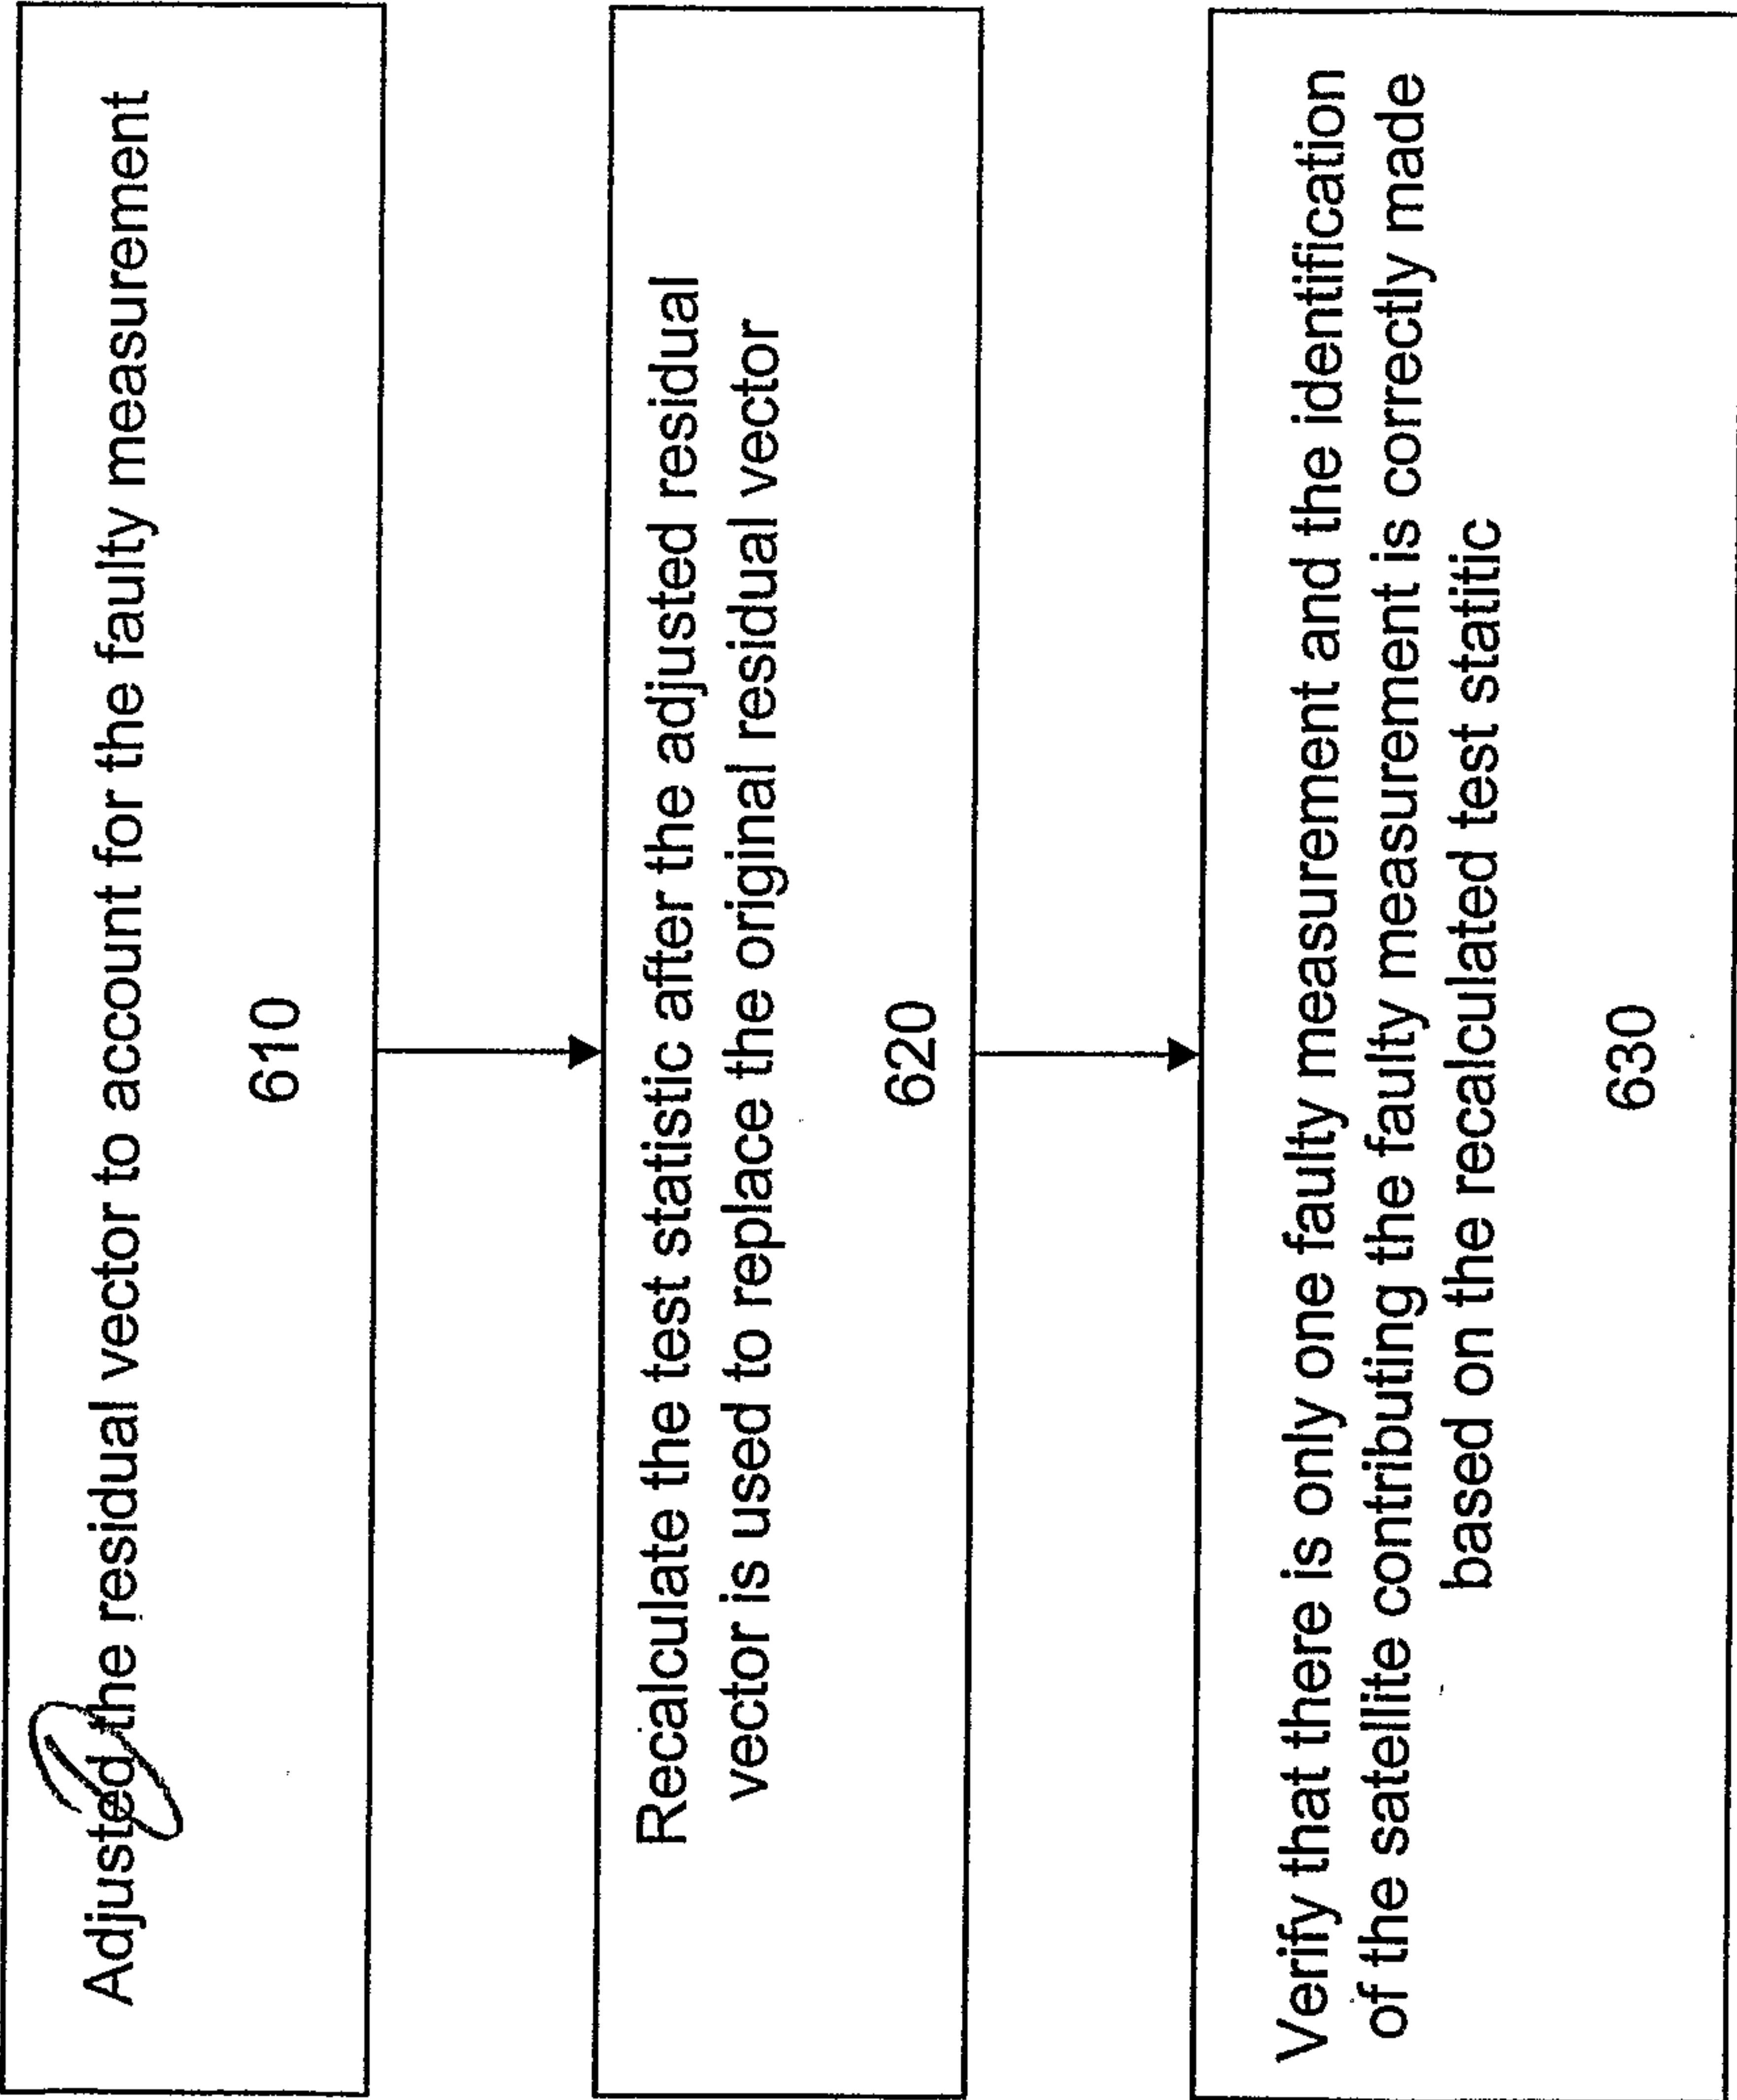 Adjusted the residual vector to account for the faulty measurement
610
Recalculate the test statistic after the adjusted residual
vector is used to replace the original residual vector
620
Verify that there is only one faulty measurement and the identification
of the satellite contributing the faulty measurement is correctly made
based on the recalculated test statitic
630